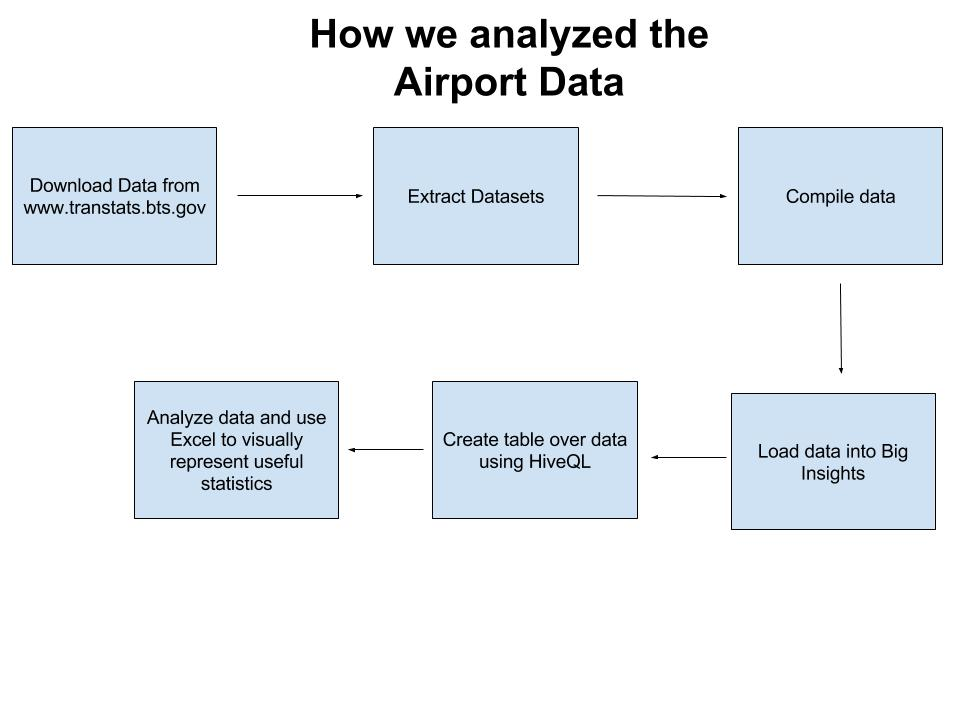 How we analyzed the
Airport Data
Download Data from
www.transtats.bts.gov
Extract Datasets
Compile data
Load data into Big
Insights
Create table over data
using HiveQL
Analyze data and use
Excel to visually
represent useful
statistics